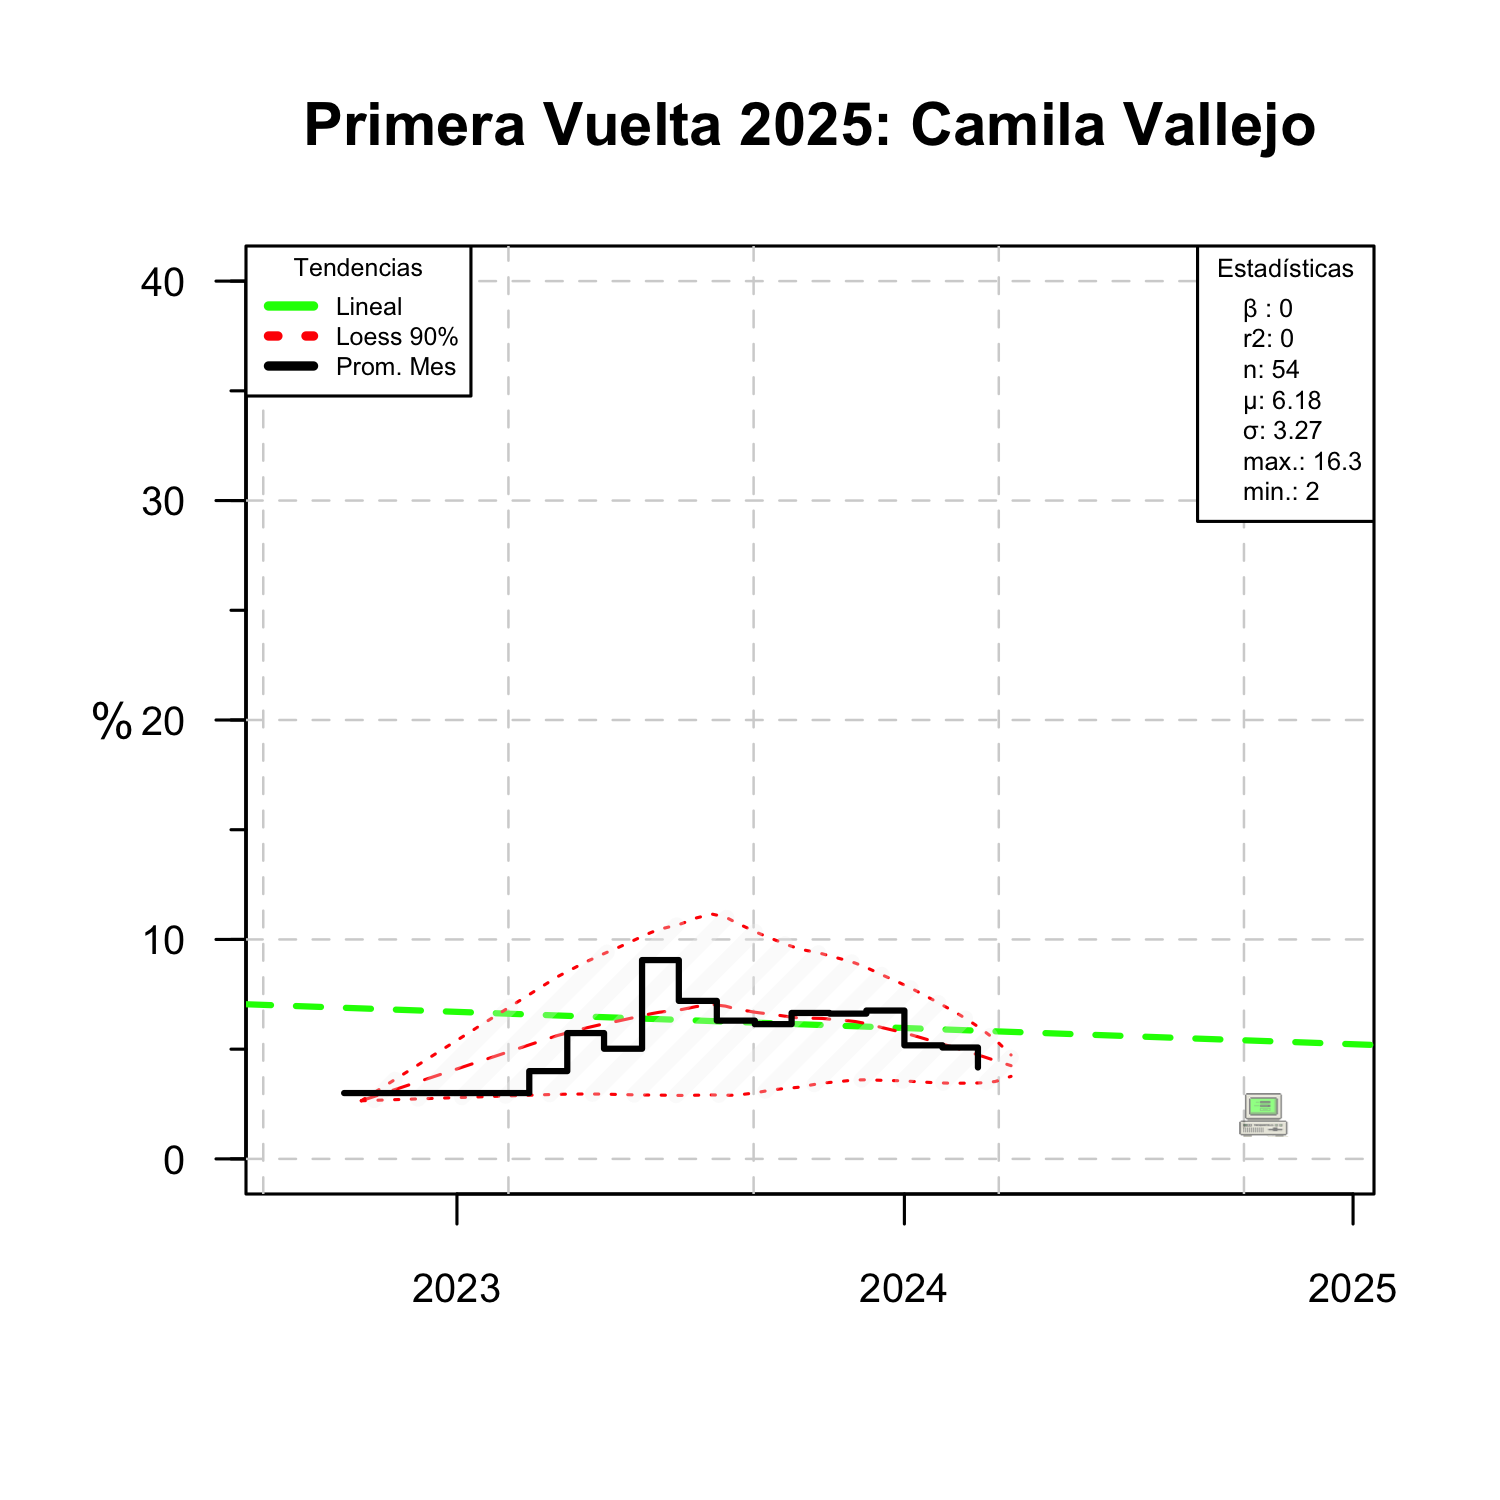 Primera Vuelta 2025: Camila Vallejo
Tendencias
Lineal
Loess 90%
Prom. Mes
Estadísticas
β : 0
r2: 0
n: 54
μ: 6.18
σ: 3.27
max.: 16.3
min.: 2
40
30
% 20
10
0
2023 2024 2025